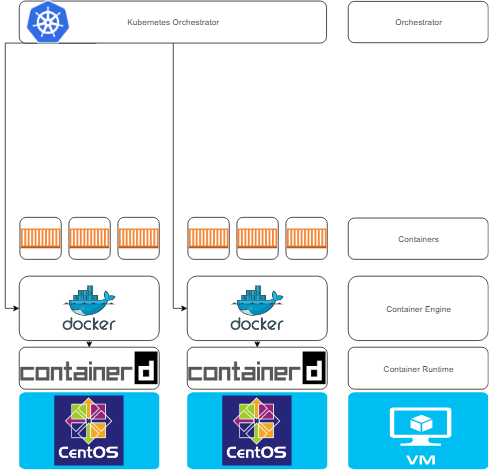 Kubernetes Orchestrator
Orchestrator
Containers
docker
docker
Container Engine
containerd
containerd
Container Runtime
CentOS
CentOS
VM